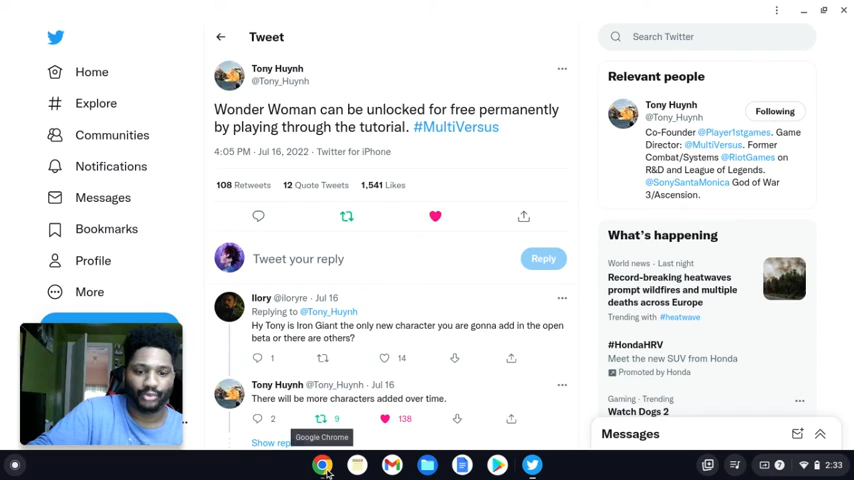 Tweet
Search Twitter
Home
Explore
Communities
Notifications
Messages
Bookmarks
Profile
More
Tony Huynh
@Tony_Huynh
Wonder Woman can be unlocked for free permanently
by playing through the tutorial. #MultiVersus
4:05 PM · Jul 16, 2022 · Twitter for iPhone
108 Retweets 12 Quote Tweets 1,541 Likes
Tweet your reply
Reply
Ilory @iloryre · Jul 16
Replying to @Tony_Huynh
Hy Tony is Iron Giant the only new character you are gonna add in the open
beta or there are others?
1 14
Tony Huynh @Tony_Huynh · Jul 16
There will be more characters added over time.
2 9 138
Google Chrome
Relevant people
Tony Huynh
@Tony_Huynh
Following
Co-Founder @Player1stgames. Game
Director: @MultiVersus. Former
Combat/Systems @RiotGames on
R&D and League of Legends.
@SonySantaMonica God of War
3/Ascension.
What's happening
World news · Last night
Record-breaking heatwaves
prompt wildfires and multiple
deaths across Europe
Trending with #heatwave
#HondaHRV
Meet the new SUV from Honda
Promoted by Honda
Gaming · Trending
Watch Dogs 2
Messages
7 2:33